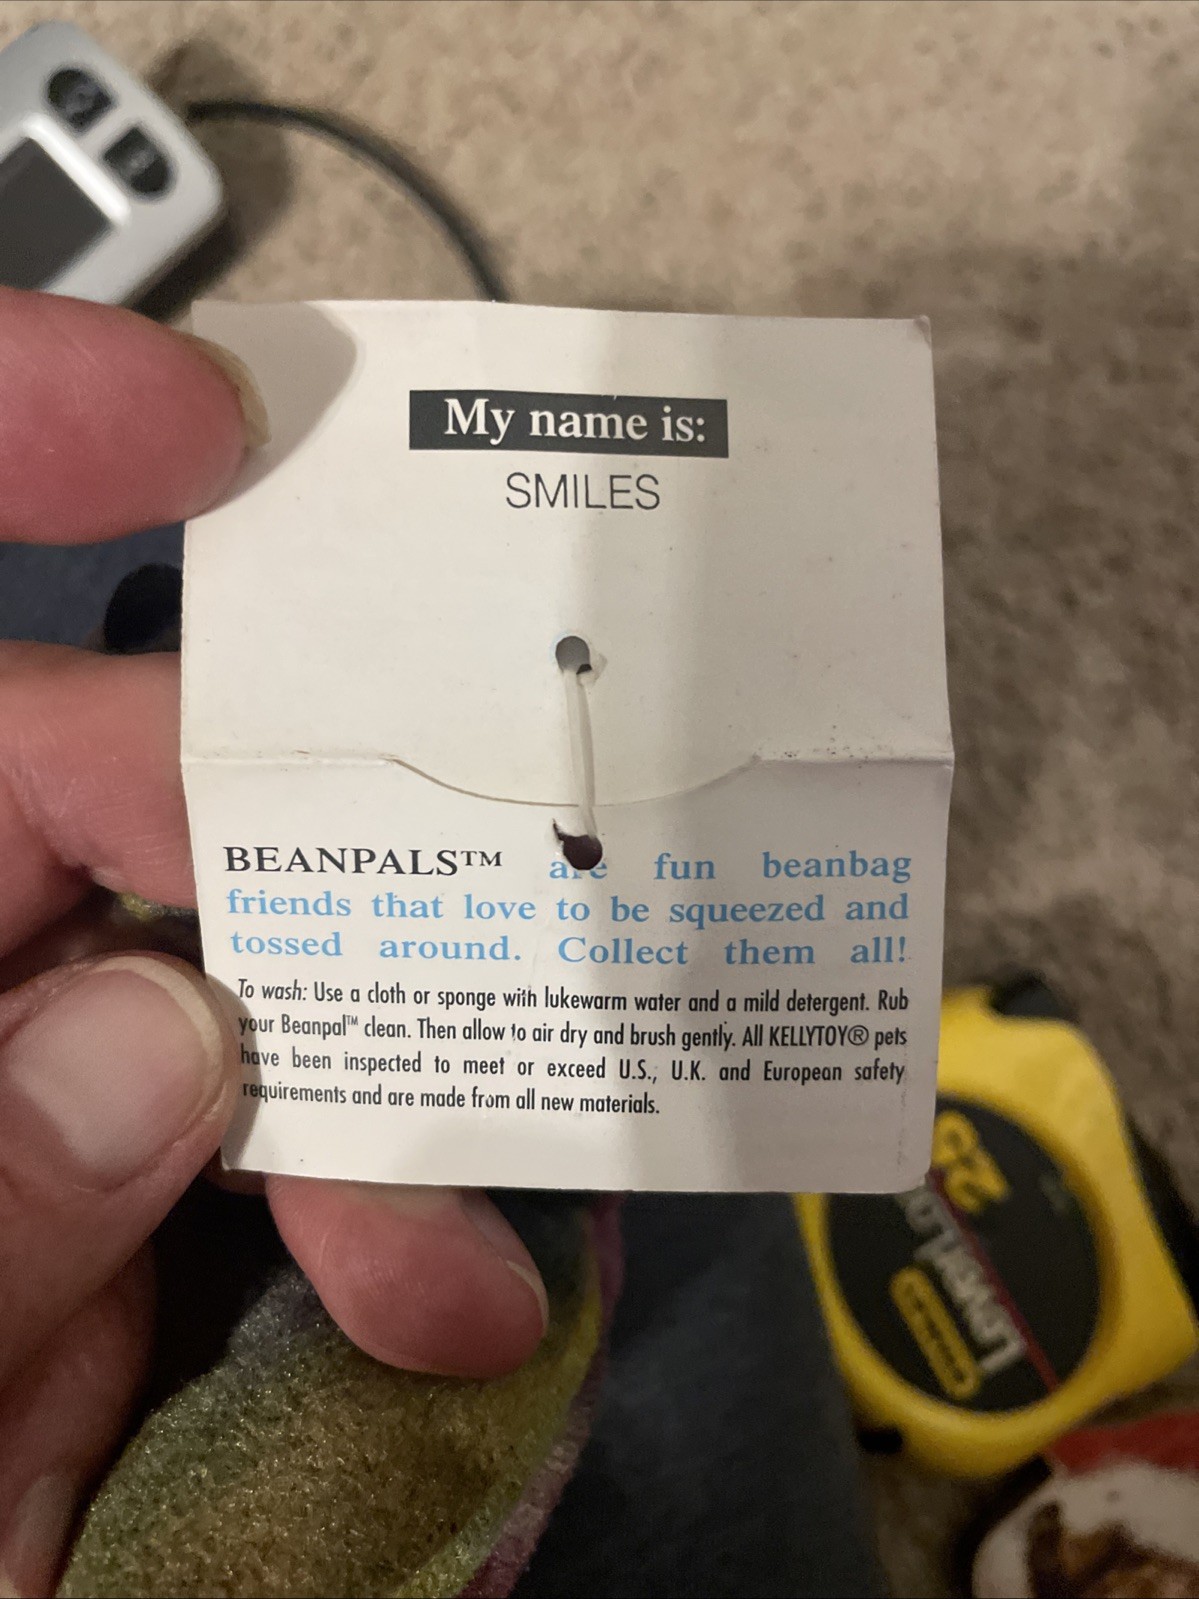 My name is:
SMILES
BEANPALS™ are fun beanbag
friends that love to be squeezed and
tossed around. Collect them all!
To wash: Use a cloth or sponge with lukewarm water and a mild detergent. Rub
your Beanpal™ clean. Then allow to air dry and brush gently. All KELLYTOY® pets
have been inspected to meet or exceed U.S., U.K. and European safety
requirements and are made from all new materials.
25